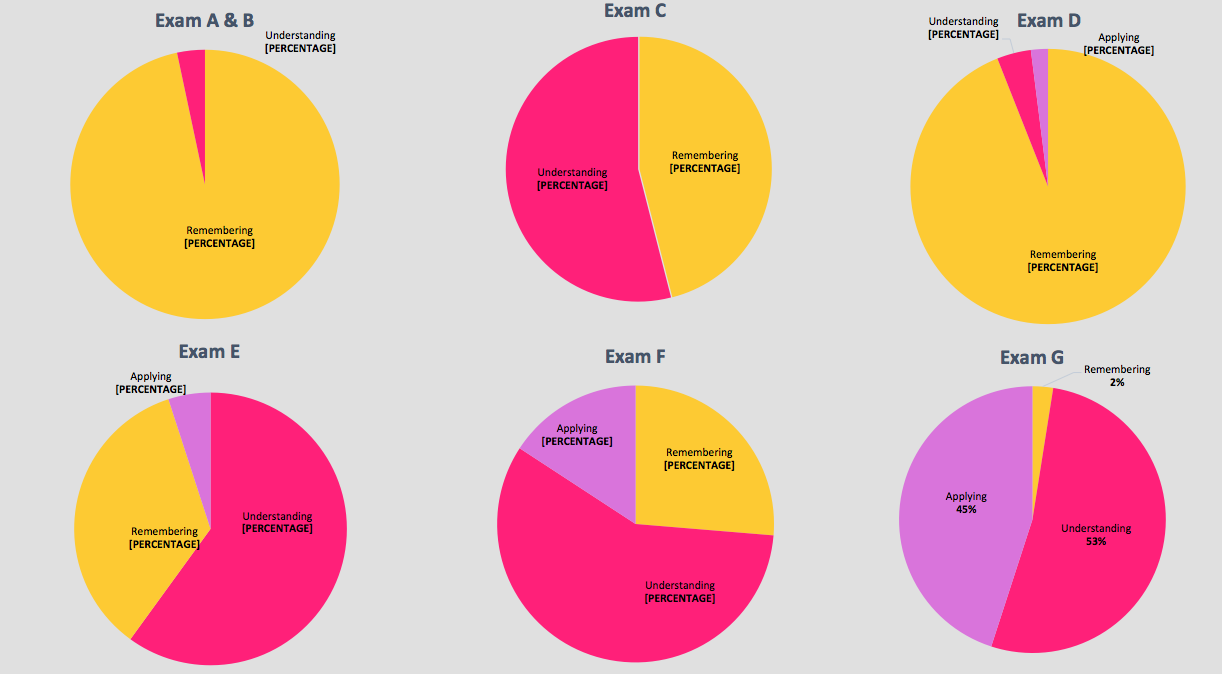 Exam A & B
Understanding
[PERCENTAGE]
Remembering
[PERCENTAGE]
Exam C
Understanding
[PERCENTAGE]
Remembering
[PERCENTAGE]
Exam D
Understanding
[PERCENTAGE]
Applying
[PERCENTAGE]
Remembering
[PERCENTAGE]
Exam E
Applying
[PERCENTAGE]
Remembering
[PERCENTAGE]
Understanding
[PERCENTAGE]
Exam F
Applying
[PERCENTAGE]
Remembering
[PERCENTAGE]
Understanding
[PERCENTAGE]
Exam G
Remembering
2%
Applying
45%
Understanding
53%